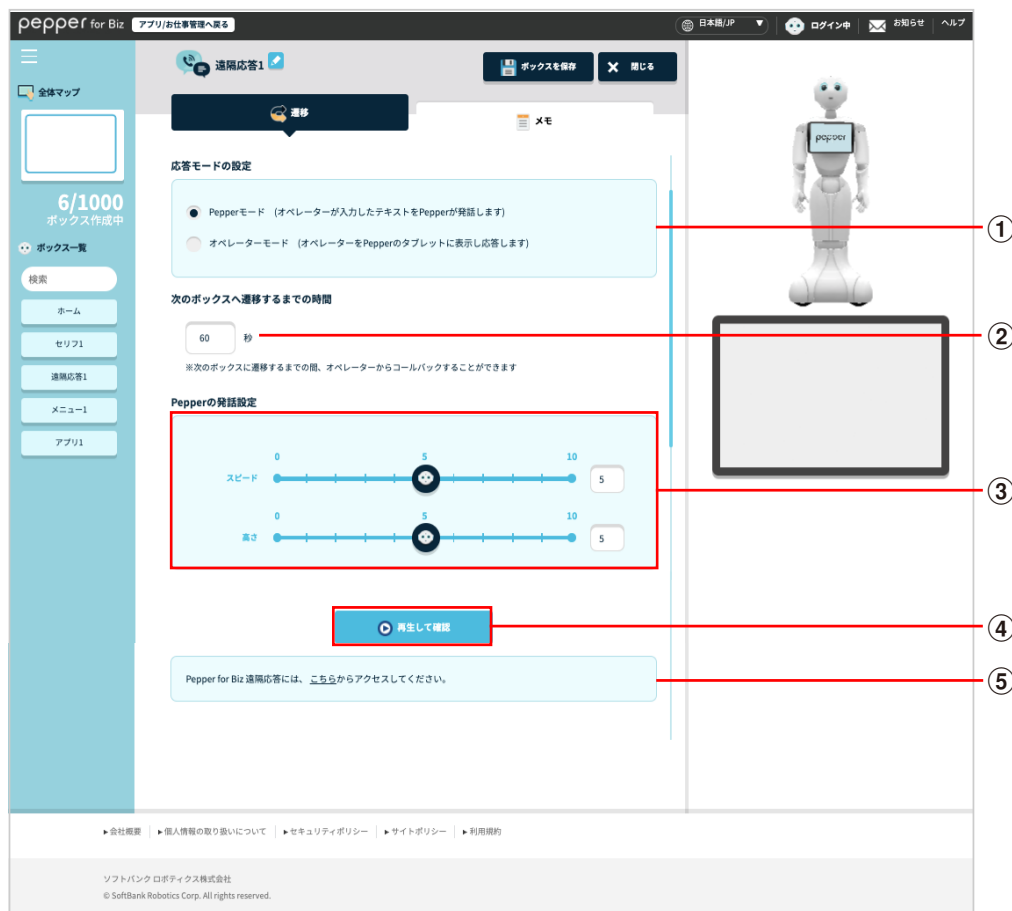 pepper for Biz アプリ/お仕事管理へ戻る 日本語/JP ▼ ログイン中 お知らせ ヘルプ
遠隔応答1 ボックスを保存 閉じる
全体マップ
遷移 メモ
6/1000
ボックス作成中
ボックス一覧
検索
ホーム
セリフ1
遠隔応答1
メニュー1
アプリ1
応答モードの設定
Pepperモード (オペレーターが入力したテキストをPepperが発話します)
オペレーターモード (オペレーターをPepperのタブレットに表示し応答します)
①
次のボックスへ遷移するまでの時間
60 秒
②
※次のボックスに遷移するまでの間、オペレーターからコールバックすることができます
Pepperの発話設定
0 5 10
スピード 5
③
0 5 10
高さ 5
再生して確認
④
Pepper for Biz 遠隔応答には、こちらからアクセスしてください。
⑤
pepper
▶会社概要 ▶個人情報の取り扱いについて ▶セキュリティポリシー ▶サイトポリシー ▶利用規約
ソフトバンク ロボティクス株式会社
© SoftBank Robotics Corp. All rights reserved.